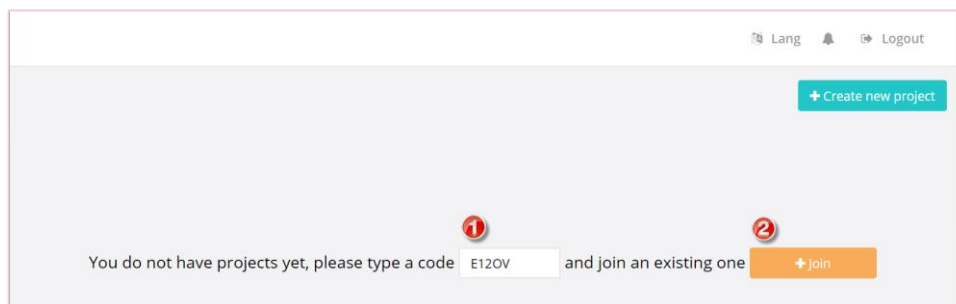 Lang Logout
+ Create new project
1 2
You do not have projects yet, please type a code E12OV and join an existing one + Join